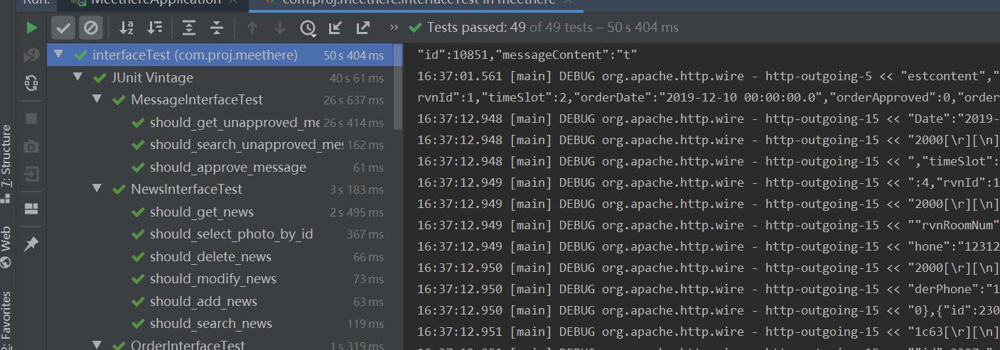 Run: MeethereApplication com.proj.meethere.interfaceTest in meethere
Tests passed: 49 of 49 tests – 50 s 404 ms
interfaceTest (com.proj.meethere) 50 s 404 ms
JUnit Vintage 40 s 61 ms
MessageInterfaceTest 26 s 637 ms
should_get_unapproved_me 26 s 414 ms
should_search_unapproved_mes 162 ms
should_approve_message 61 ms
NewsInterfaceTest 3 s 183 ms
should_get_news 2 s 495 ms
should_select_photo_by_id 367 ms
should_delete_news 66 ms
should_modify_news 73 ms
should_add_news 63 ms
should_search_news 119 ms
OrderInterfaceTest 1 s 319 ms
"id":10851,"messageContent":"t"
16:37:01.561 [main] DEBUG org.apache.http.wire - http-outgoing-5 << "estcontent","
rvnId":1,"timeSlot":2,"orderDate":"2019-12-10 00:00:00.0","orderApproved":0,"order
16:37:12.948 [main] DEBUG org.apache.http.wire - http-outgoing-15 << "Date":"2019-
16:37:12.948 [main] DEBUG org.apache.http.wire - http-outgoing-15 << "2000[\r][\n]
16:37:12.948 [main] DEBUG org.apache.http.wire - http-outgoing-15 << ","timeSlot":
16:37:12.949 [main] DEBUG org.apache.http.wire - http-outgoing-15 << ":4,"rvnId":1
16:37:12.949 [main] DEBUG org.apache.http.wire - http-outgoing-15 << "2000[\r][\n]
16:37:12.949 [main] DEBUG org.apache.http.wire - http-outgoing-15 << ""rvnRoomNum"
16:37:12.949 [main] DEBUG org.apache.http.wire - http-outgoing-15 << "hone":"12312
16:37:12.950 [main] DEBUG org.apache.http.wire - http-outgoing-15 << "2000[\r][\n]
16:37:12.950 [main] DEBUG org.apache.http.wire - http-outgoing-15 << "derPhone":"1
16:37:12.950 [main] DEBUG org.apache.http.wire - http-outgoing-15 << "0},{"id":230
16:37:12.951 [main] DEBUG org.apache.http.wire - http-outgoing-15 << "1c63[\r][\n]
7: Structure
Web
2: Favorites